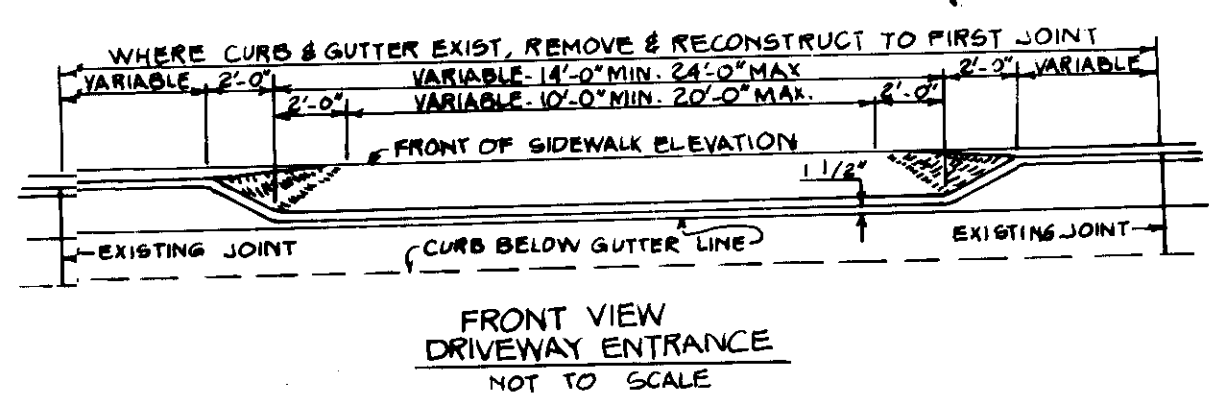 WHERE CURB & GUTTER EXIST, REMOVE & RECONSTRUCT TO FIRST JOINT
VARIABLE 2'-0" VARIABLE-14'-0" MIN. 24'-0" MAX 2'-0" VARIABLE
2'-0" VARIABLE-10'-0" MIN. 20'-0" MAX. 2'-0"
FRONT OF SIDEWALK ELEVATION
1 1/2"
EXISTING JOINT CURB BELOW GUTTER LINE EXISTING JOINT
FRONT VIEW
DRIVEWAY ENTRANCE
NOT TO SCALE